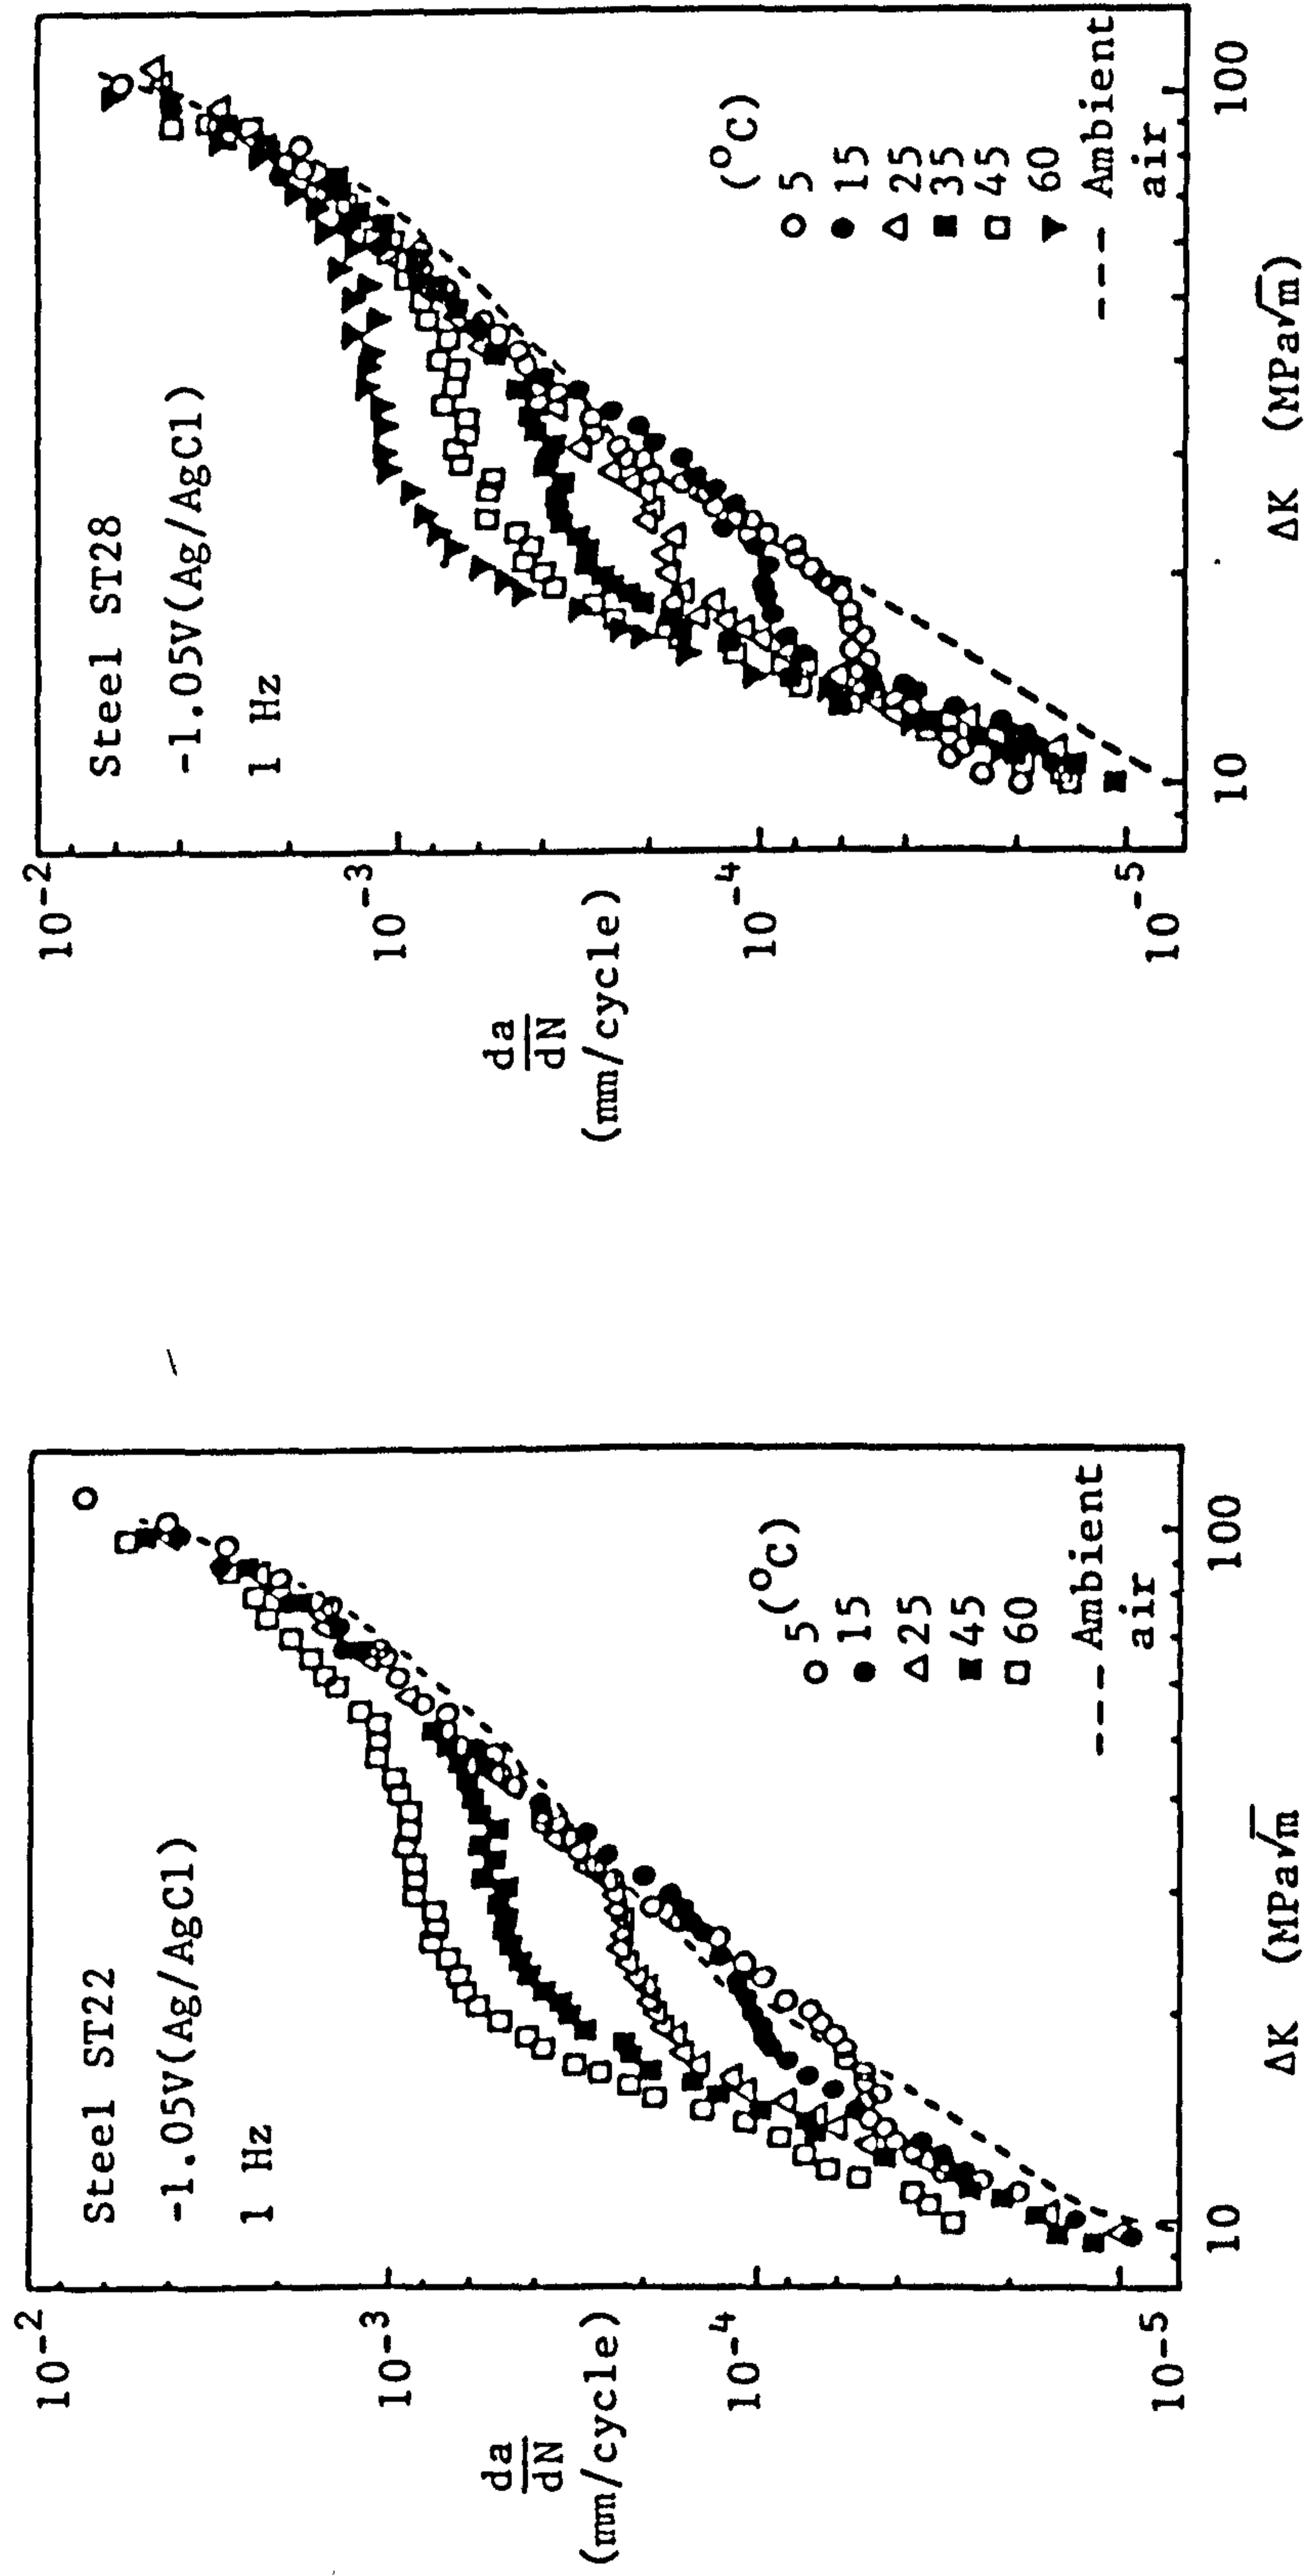 Steel ST22
-1.05V(Ag/AgCl)
1 Hz
10-2
10-3
10-4
10-5
da
dN
(mm/cycle)
(°C)
5
15
25
45
60
--- Ambient
air
10
100
ΔK (MPa√m
Steel ST28
-1.05V(Ag/AgCl)
1 Hz
10-2
10-3
10-4
10-5
da
dN
(mm/cycle)
(°C)
5
15
25
35
45
60
--- Ambient
air
10
100
ΔK (MPa√m)